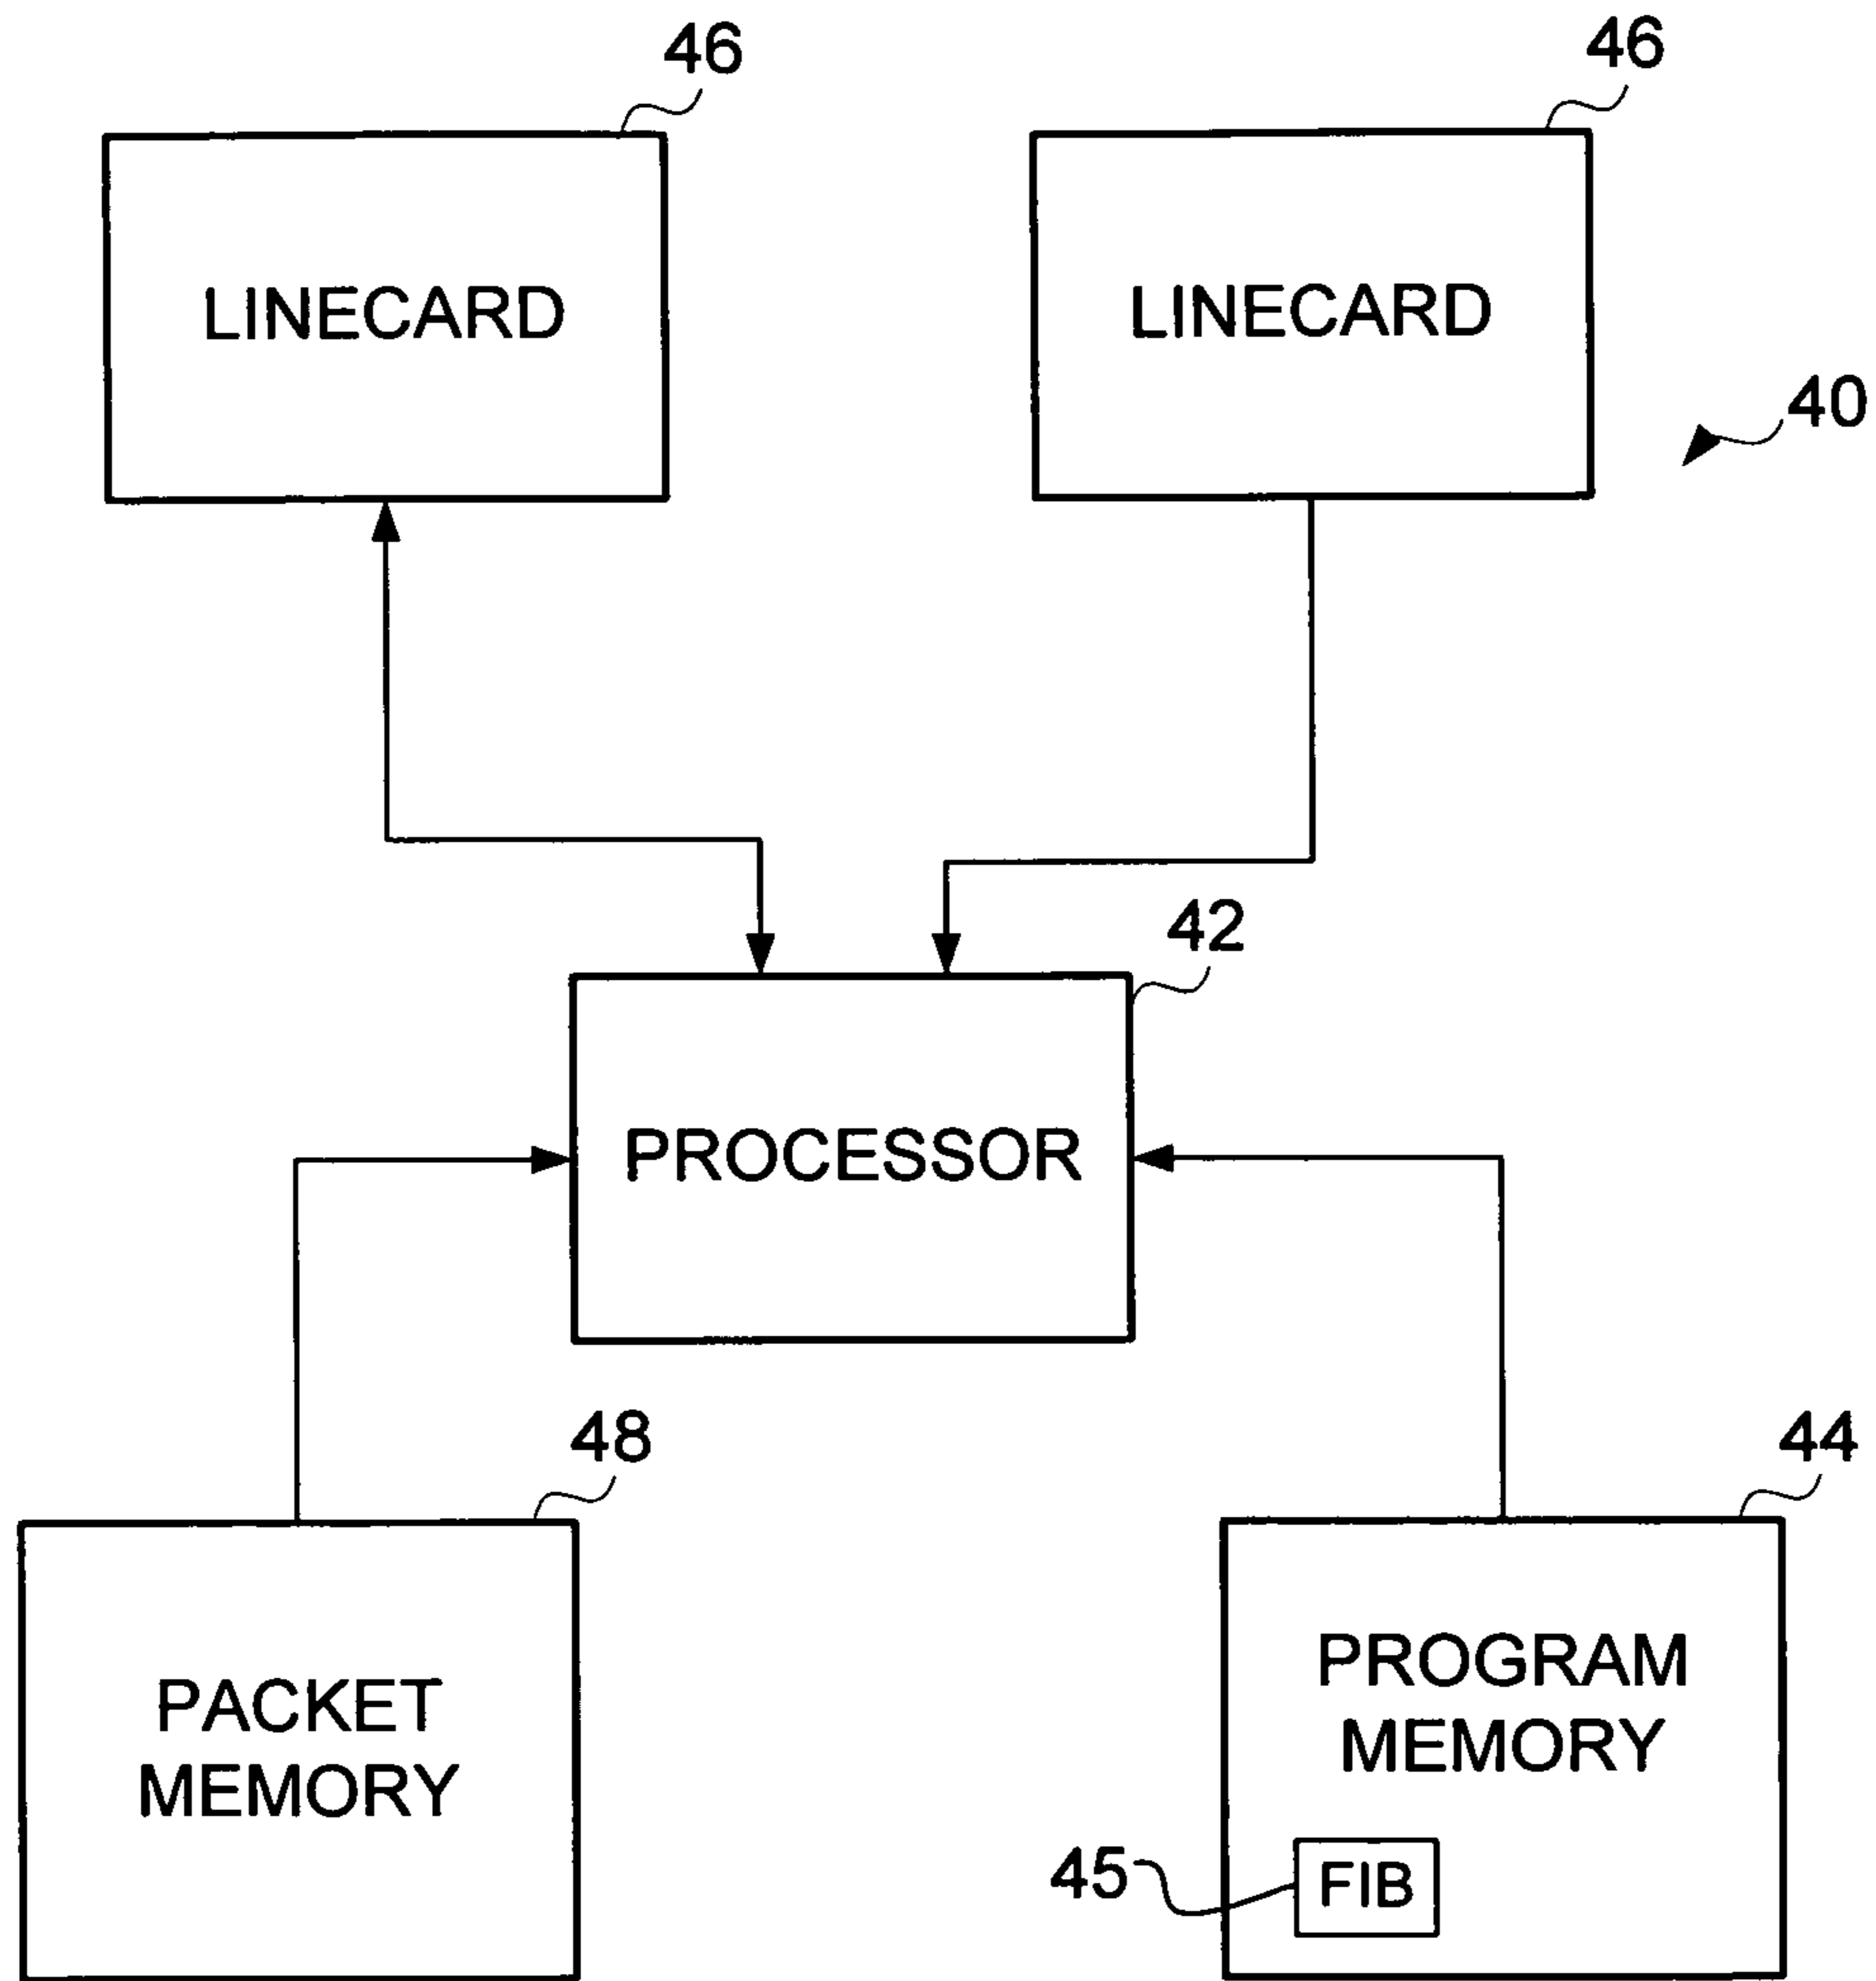 46
46
LINECARD
LINECARD
40
42
PROCESSOR
48
44
PACKET
MEMORY
PROGRAM
MEMORY
45
FIB